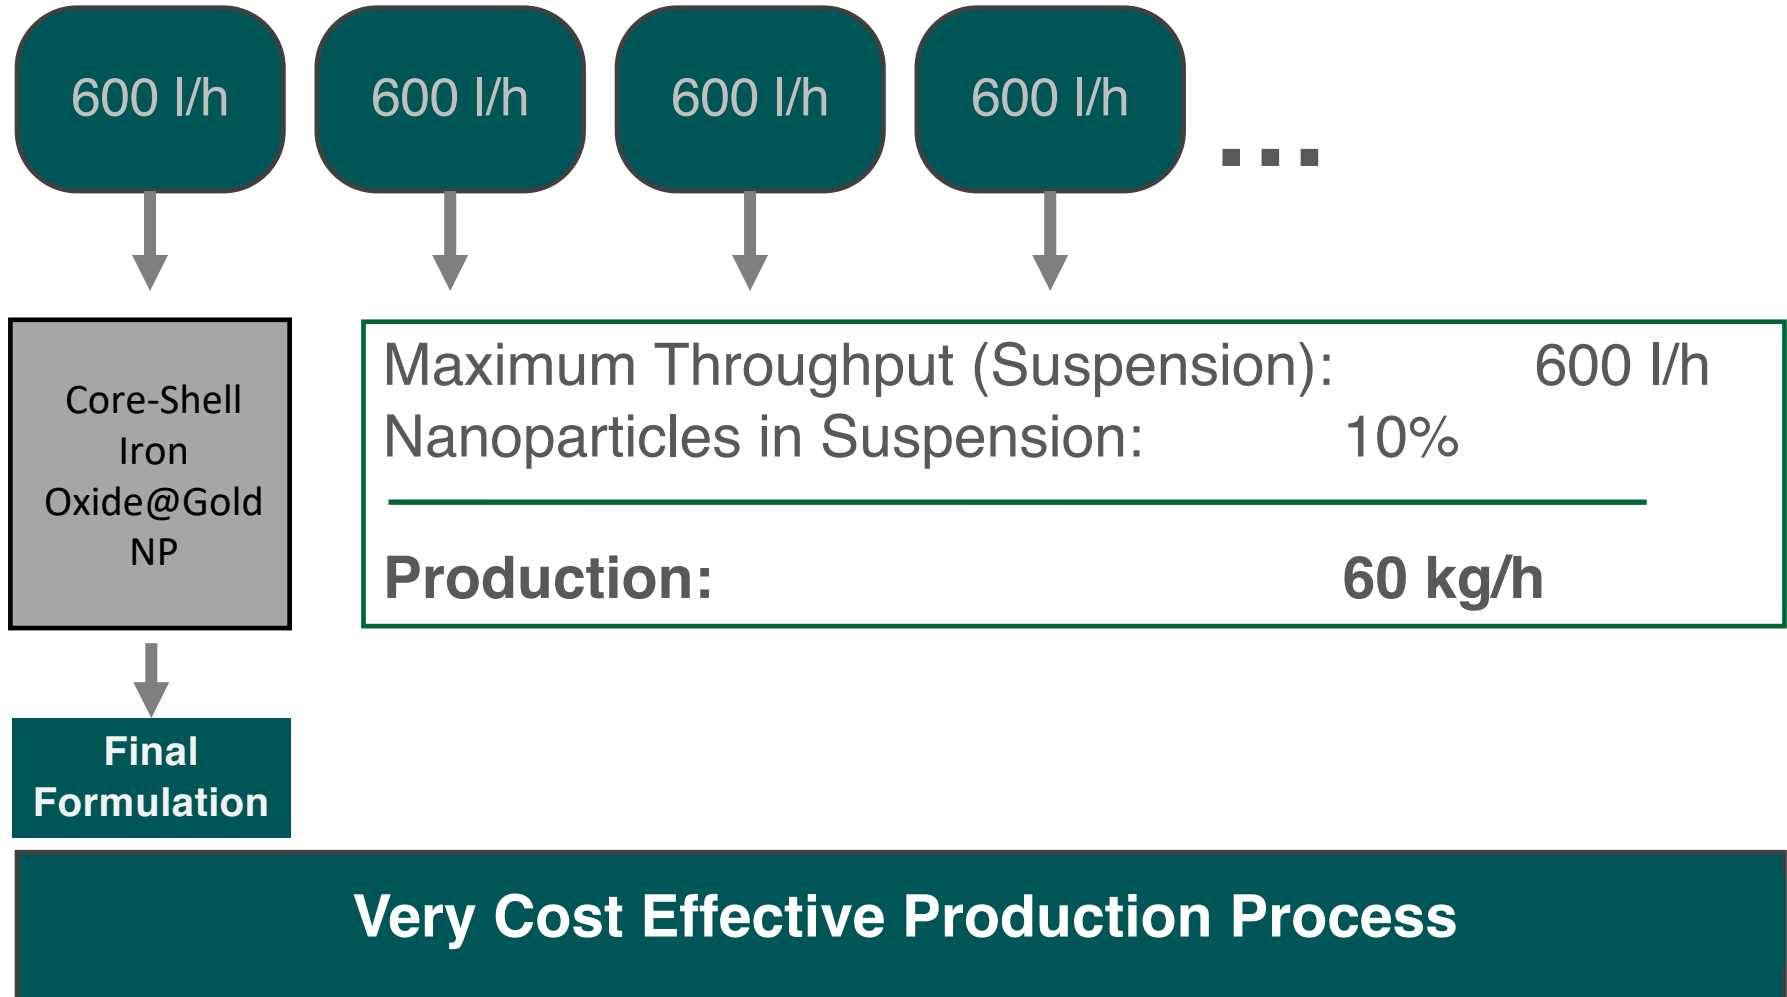 600 l/h
600 l/h
600 l/h
600 l/h
...
Core-Shell
Iron
Oxide@Gold
NP
Maximum Throughput (Suspension): 600 l/h
Nanoparticles in Suspension: 10%
Production: 60 kg/h
Final
Formulation
Very Cost Effective Production Process